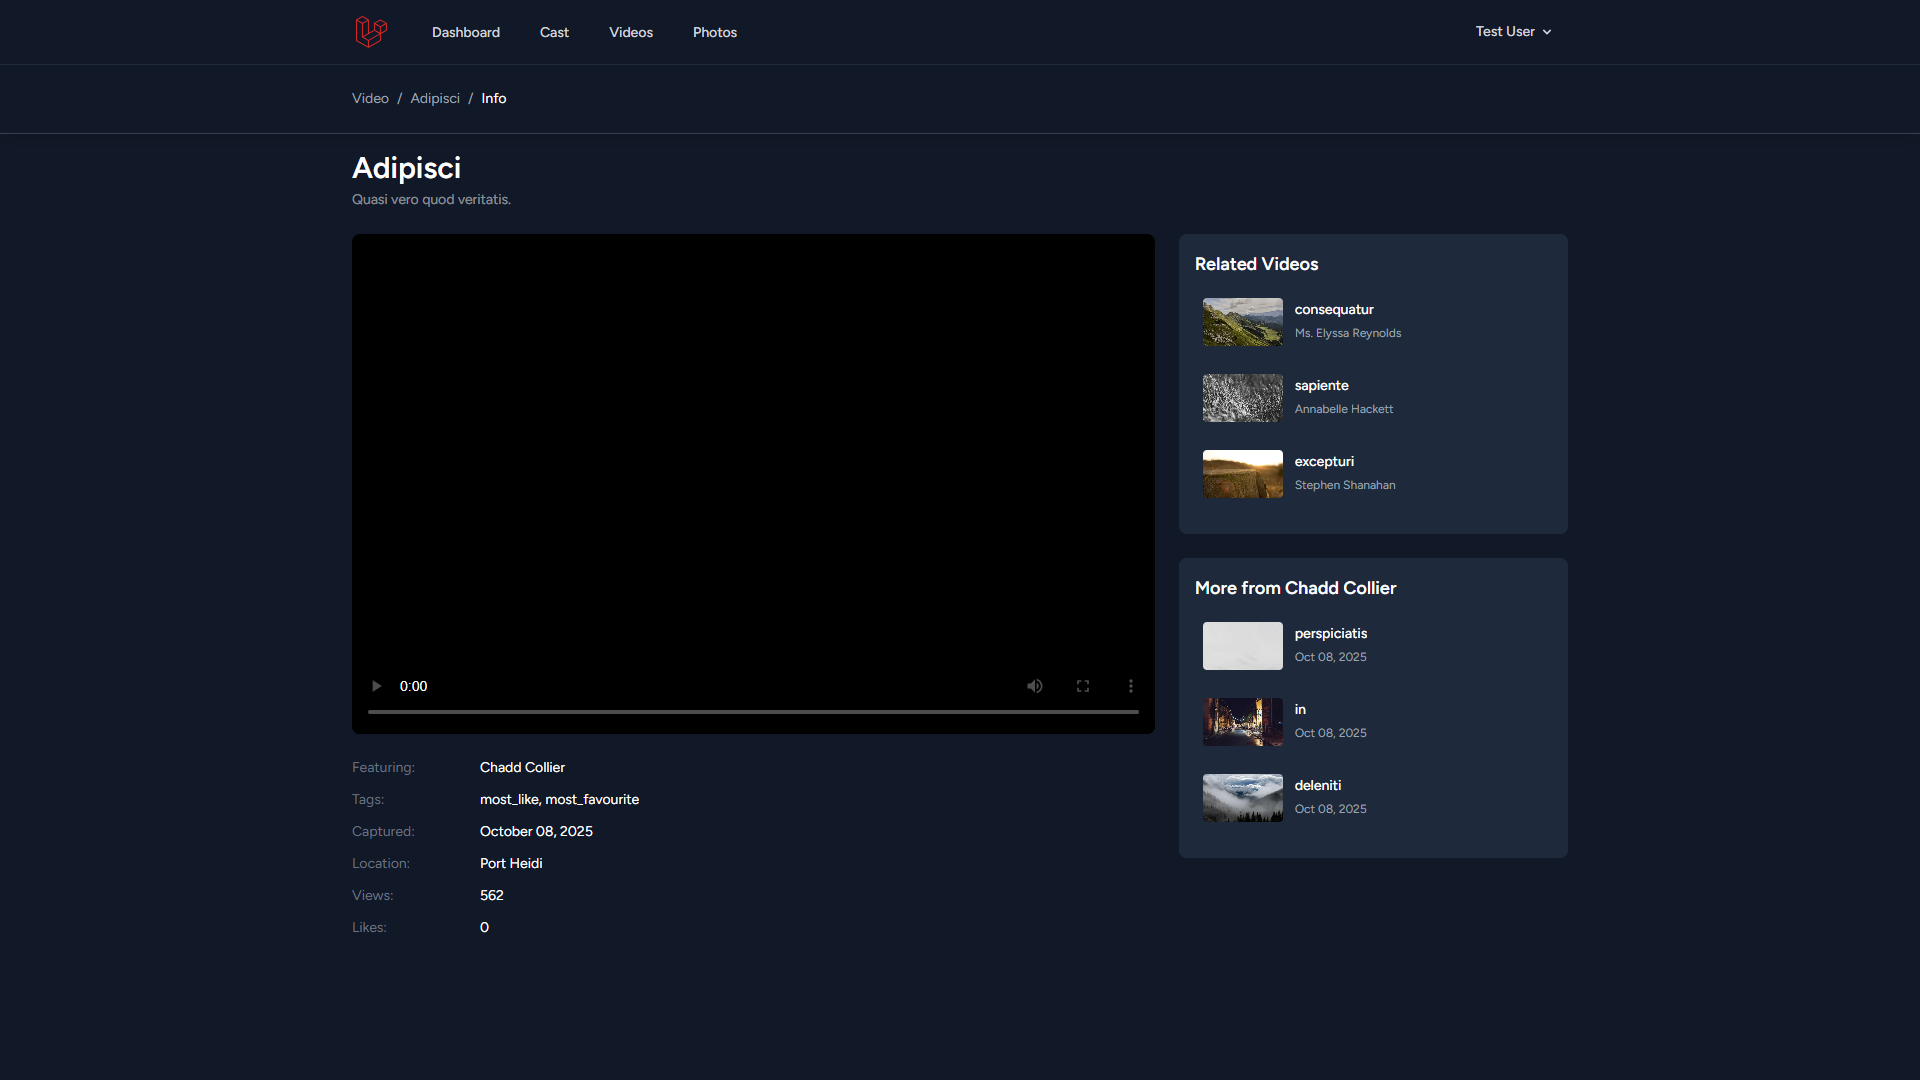 Dashboard
Cast
Videos
Photos
Test User
Video / Adipisci / Info
Adipisci
Quasi vero quod veritatis.
0:00
Featuring: Chadd Collier
Tags: most_like, most_favourite
Captured: October 08, 2025
Location: Port Heidi
Views: 562
Likes: 0
Related Videos
consequatur
Ms. Elyssa Reynolds
sapiente
Annabelle Hackett
excepturi
Stephen Shanahan
More from Chadd Collier
perspiciatis
Oct 08, 2025
in
Oct 08, 2025
deleniti
Oct 08, 2025